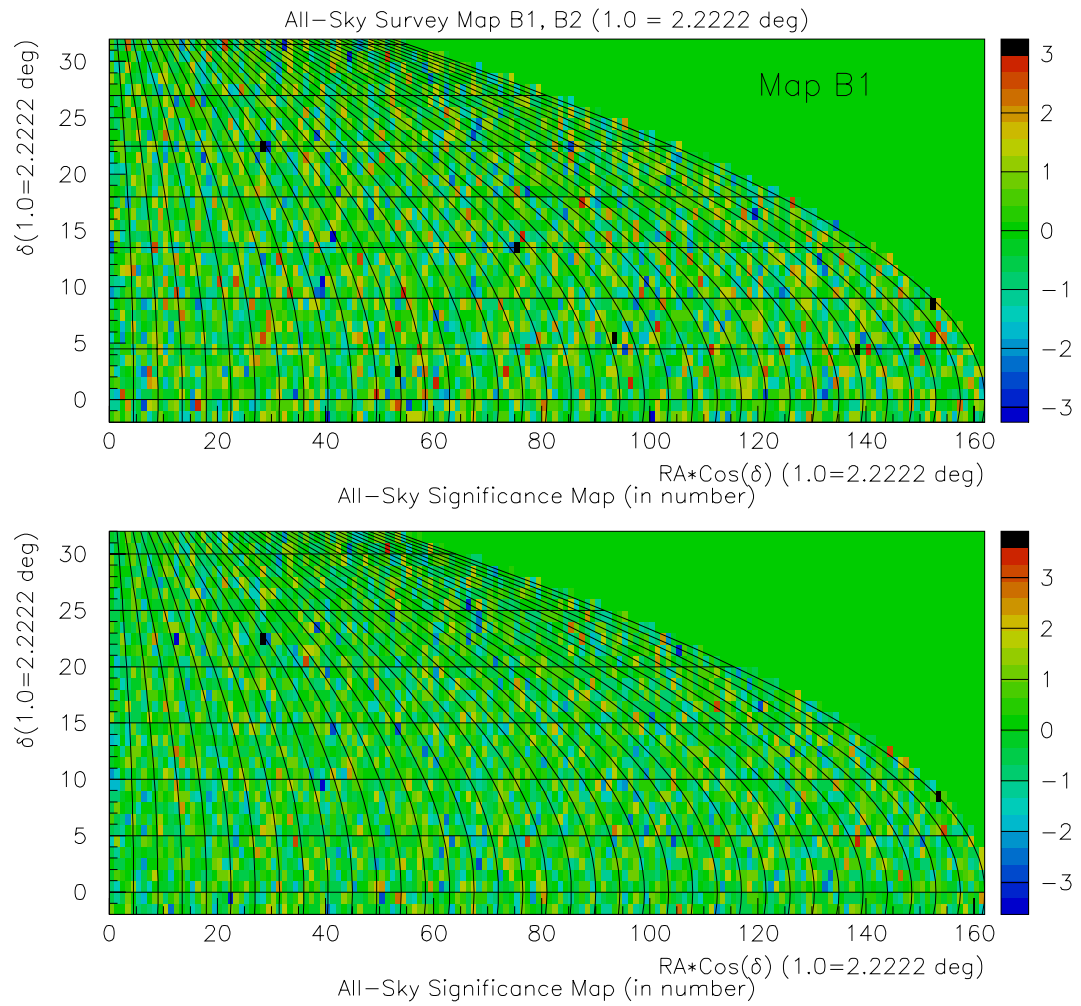 All-Sky Survey Map B1, B2 (1.0 = 2.2222 deg)
Map B1
δ(1.0=2.2222 deg)
30
25
20
15
10
5
0
0 20 40 60 80 100 120 140 160
3
2
1
0
−1
−2
−3
RA*Cos(δ) (1.0=2.2222 deg)
All-Sky Significance Map (in number)
δ(1.0=2.2222 deg)
30
25
20
15
10
5
0
0 20 40 60 80 100 120 140 160
3
2
1
0
−1
−2
−3
RA*Cos(δ) (1.0=2.2222 deg)
All-Sky Significance Map (in number)